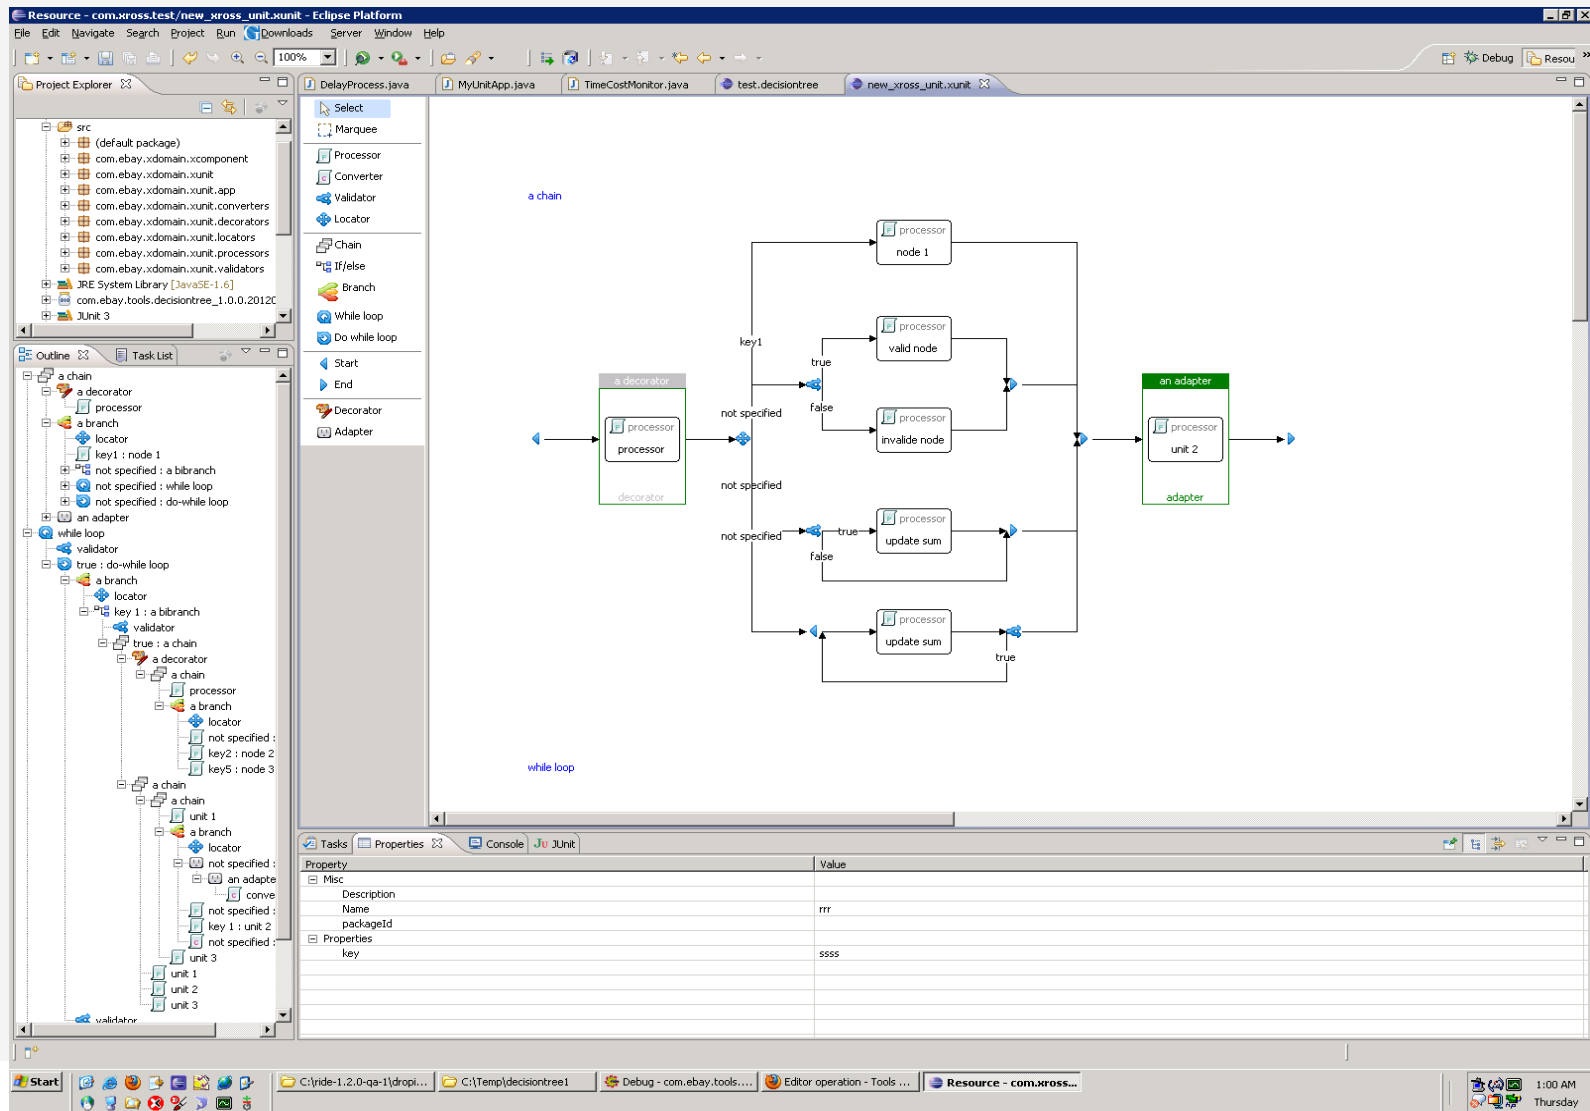 Resource - com.xross.test/new_xross_unit.xunit - Eclipse Platform
File Edit Navigate Search Project Run Downloads Server Window Help
100% Debug Resou »
Project Explorer
DelayProcess.java MyUnitApp.java TimeCostMonitor.java test.decisiontree new_xross_unit.xunit
src
(default package)
com.ebay.xdomain.xcomponent
com.ebay.xdomain.xunit
com.ebay.xdomain.xunit.app
com.ebay.xdomain.xunit.converters
com.ebay.xdomain.xunit.decorators
com.ebay.xdomain.xunit.locators
com.ebay.xdomain.xunit.processors
com.ebay.xdomain.xunit.validators
JRE System Library [JavaSE-1.6]
com.ebay.tools.decisiontree_1.0.0.2012
JUnit 3
Outline Task List
a chain
a decorator
processor
a branch
locator
key1 : node 1
not specified : a bibranch
not specified : while loop
not specified : do-while loop
an adapter
while loop
validator
true : do-while loop
a branch
locator
key 1 : a bibranch
validator
true : a chain
a decorator
a chain
processor
a branch
locator
not specified :
key2 : node 2
key5 : node 3
a chain
a chain
unit 1
a branch
locator
not specified :
an adapte
conve
not specified :
key 1 : unit 2
not specified :
unit 3
unit 1
unit 2
unit 3
validator
Select
Marquee
Processor
Converter
Validator
Locator
Chain
If/else
Branch
While loop
Do while loop
Start
End
Decorator
Adapter
a chain
processor
node 1
key1
processor
valid node
true
a decorator
an adapter
false
not specified
processor
invalide node
processor
processor
decorator
processor
unit 2
adapter
not specified
not specified
true
processor
update sum
false
processor
update sum
true
while loop
Tasks Properties Console JUnit
Property Value
Misc
Description
Name rrr
packageId
Properties
key ssss
Start C:\ride-1.2.0-qa-1\dropi... C:\Temp\decisiontree1 Debug - com.ebay.tools.... Editor operation - Tools ... Resource - com.xross... 1:00 AM
Thursday